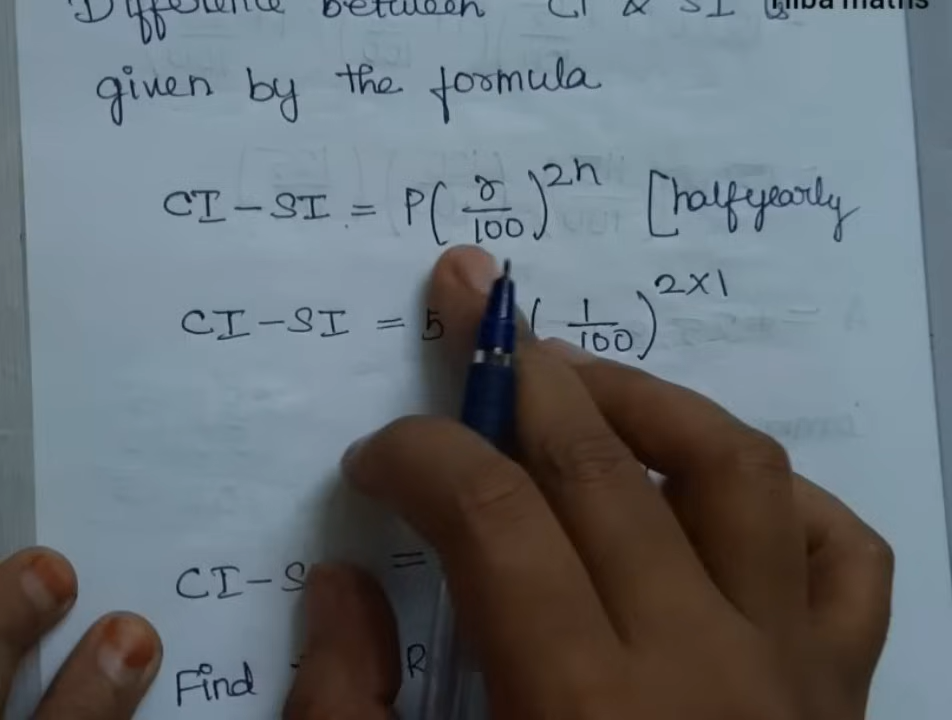 Difference between CI & SI is
given by the formula
CI - SI = P(r/100)^2n [halfyearly
CI - SI = 5 (1/100)^2×1
CI - S =
Find R